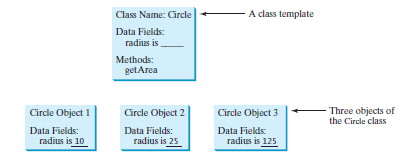 Class Name: Circle
A class template
Data Fields:
radius is ___
Methods:
getArea
Circle Object 1
Data Fields:
radius is 10
Circle Object 2
Data Fields:
radius is 25
Circle Object 3
Data Fields:
radius is 125
Three objects of
the Circle class